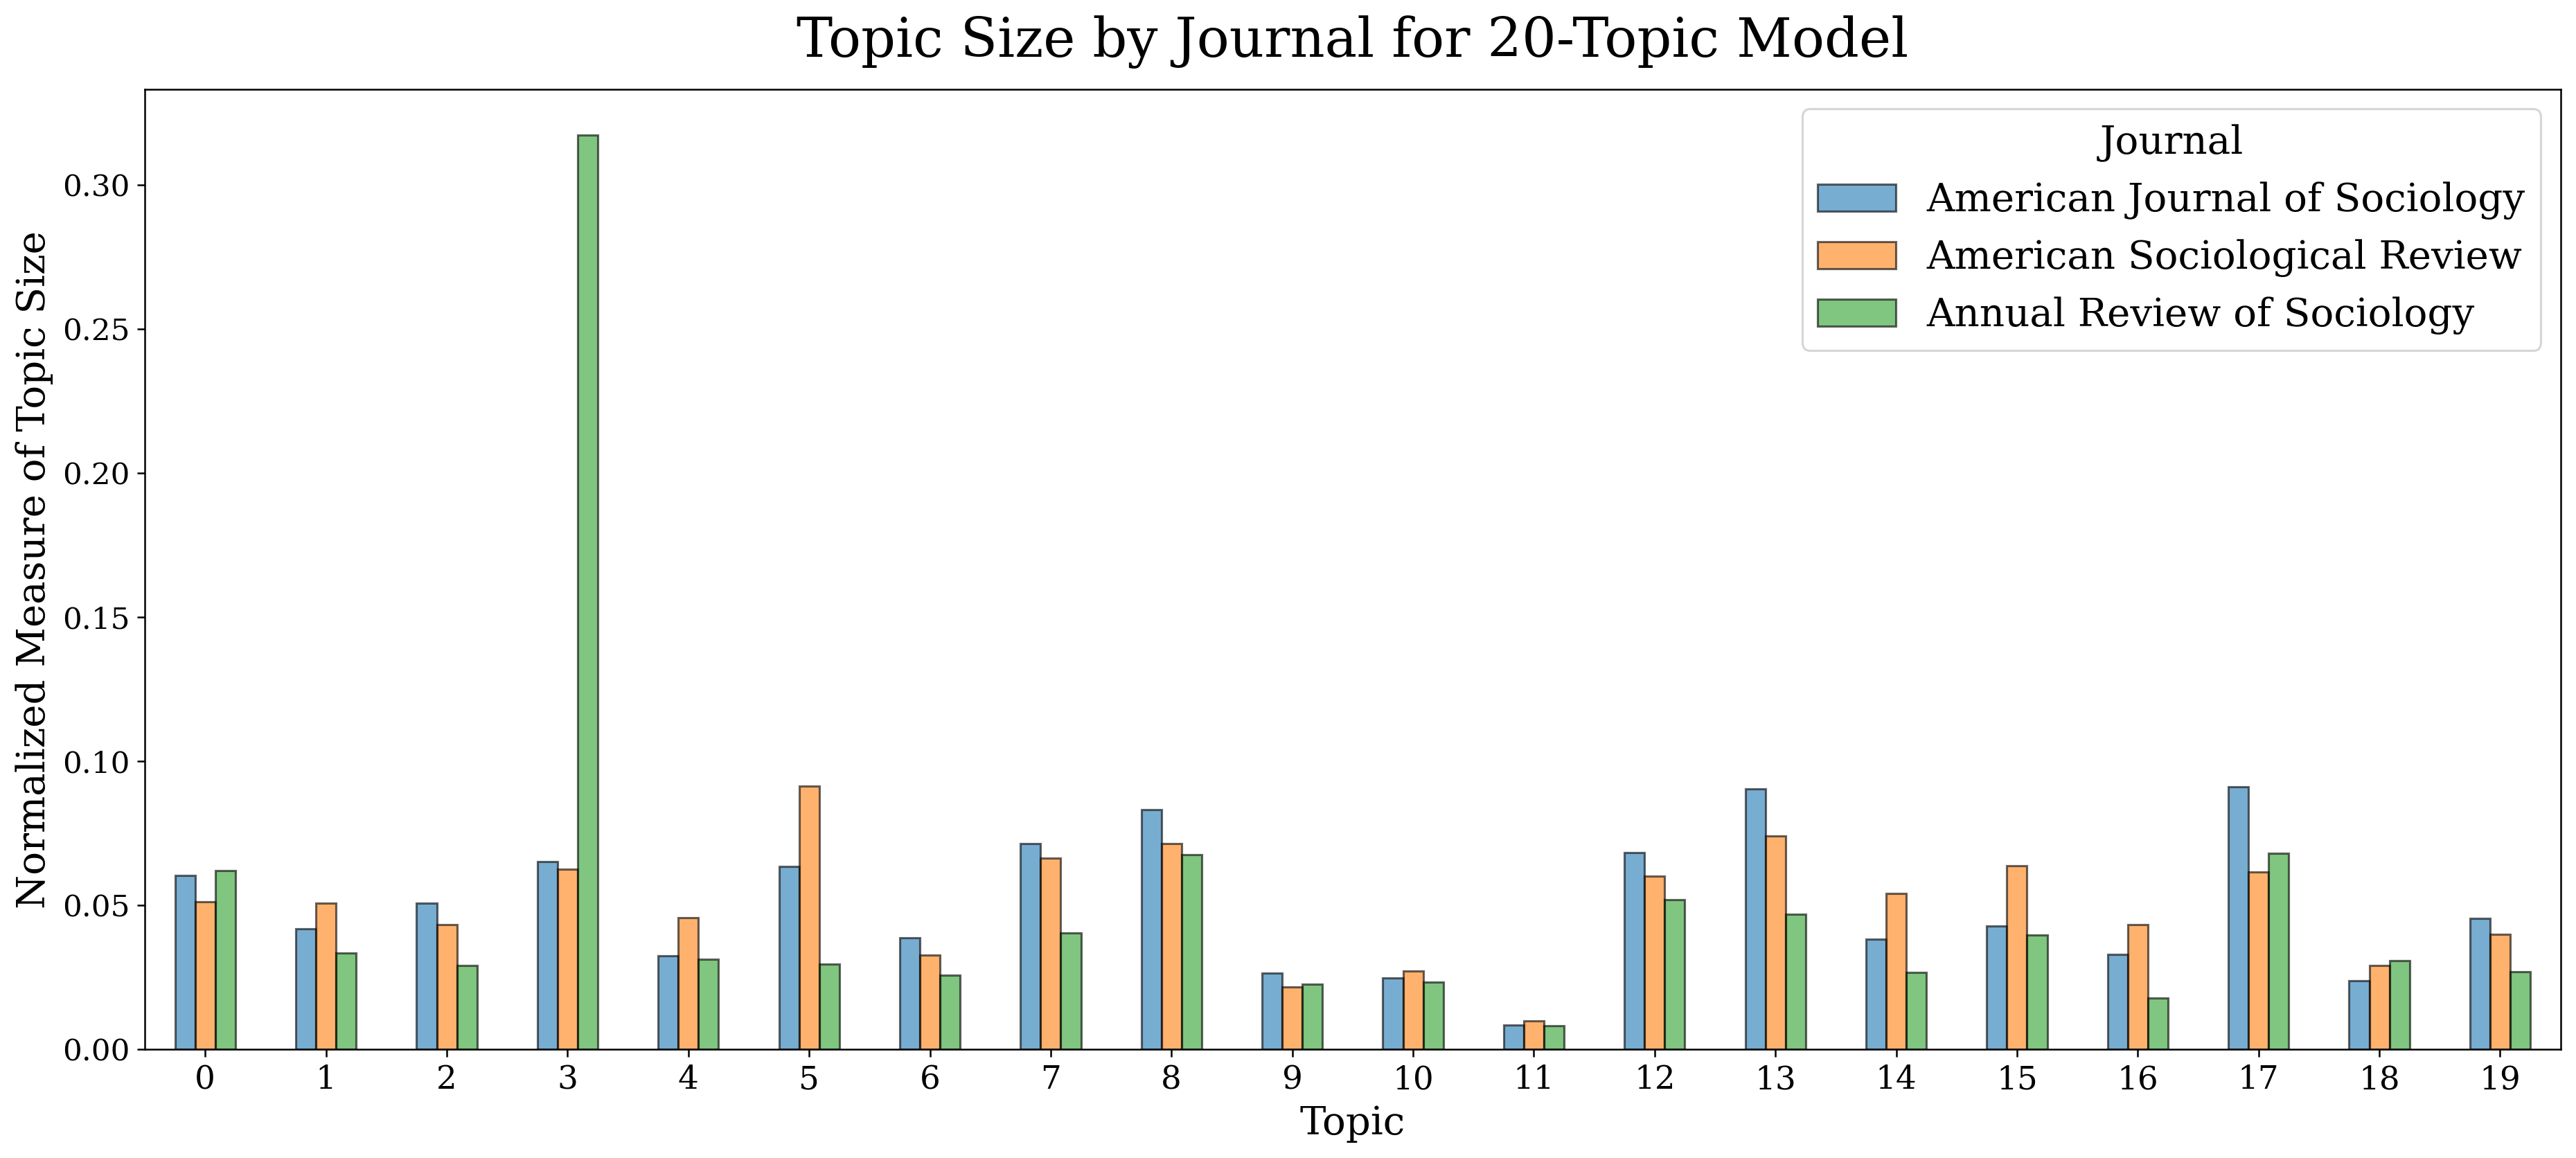 Topic Size by Journal for 20-Topic Model
Normalized Measure of Topic Size
0.30
0.25
0.20
0.15
0.10
0.05
0.00
Journal
American Journal of Sociology
American Sociological Review
Annual Review of Sociology
0 1 2 3 4 5 6 7 8 9 10 11 12 13 14 15 16 17 18 19
Topic